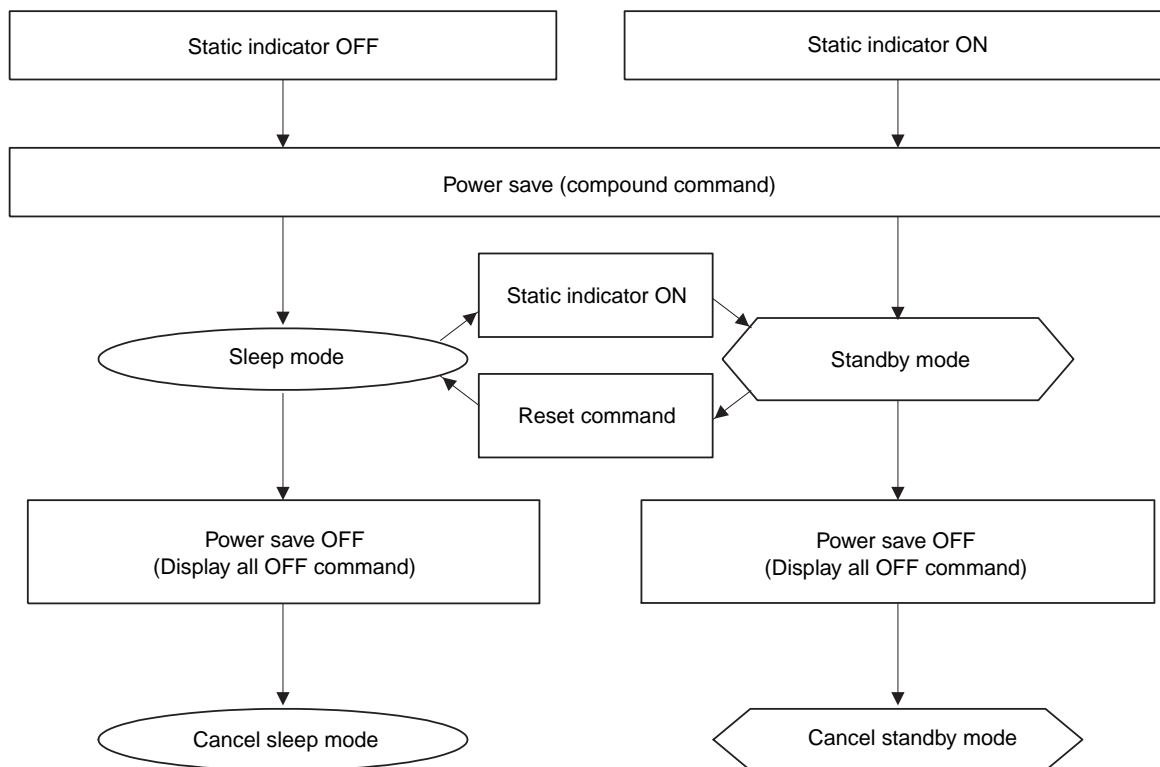 Static indicator OFF
Static indicator ON
Power save (compound command)
Static indicator ON
Sleep mode
Standby mode
Reset command
Power save OFF
(Display all OFF command)
Power save OFF
(Display all OFF command)
Cancel sleep mode
Cancel standby mode